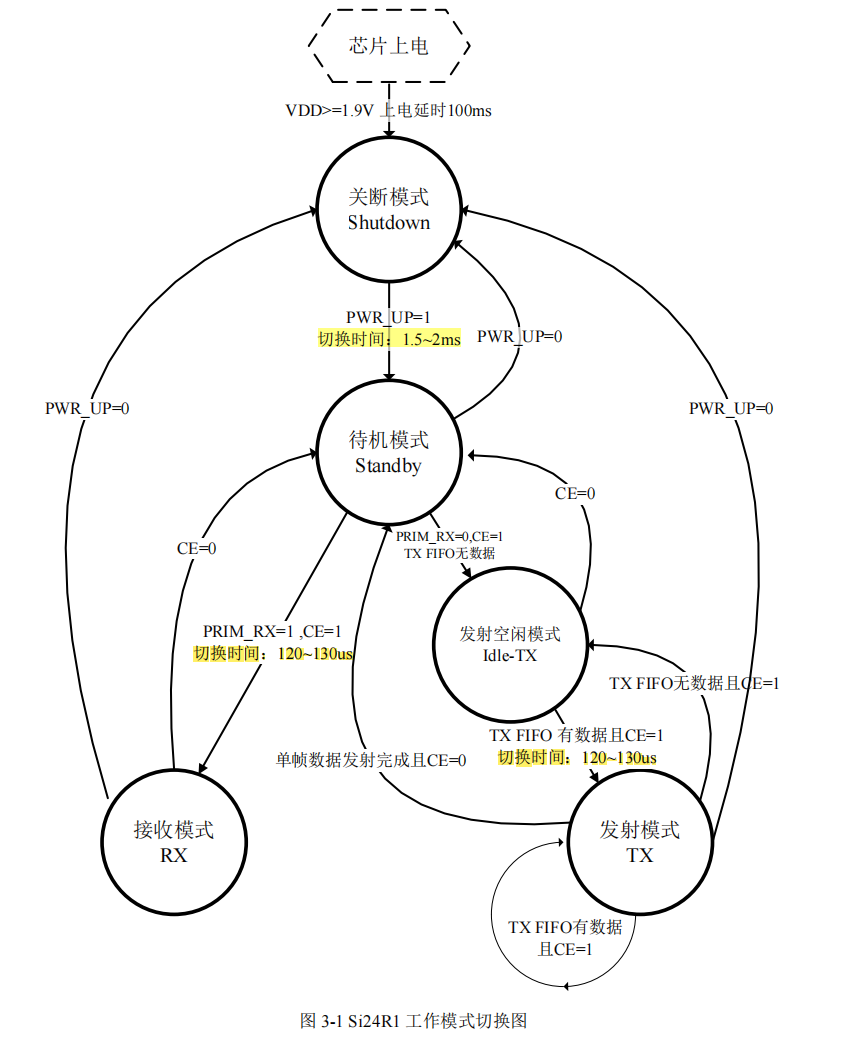 芯片上电
VDD>=1.9V 上电延时100ms
关断模式
Shutdown
PWR_UP=1
切换时间：1.5~2ms
PWR_UP=0
PWR_UP=0
PWR_UP=0
待机模式
Standby
CE=0
PRIM_RX=0,CE=1
TX FIFO无数据
CE=0
PRIM_RX=1 ,CE=1
切换时间：120~130us
发射空闲模式
Idle-TX
TX FIFO无数据且CE=1
TX FIFO 有数据且CE=1
切换时间：120~130us
单帧数据发射完成且CE=0
接收模式
RX
发射模式
TX
TX FIFO有数据
且CE=1
图 3-1 Si24R1 工作模式切换图